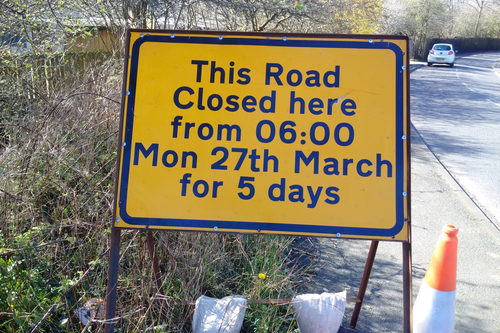 This Road
Closed here
from 06:00
Mon 27th March
for 5 days